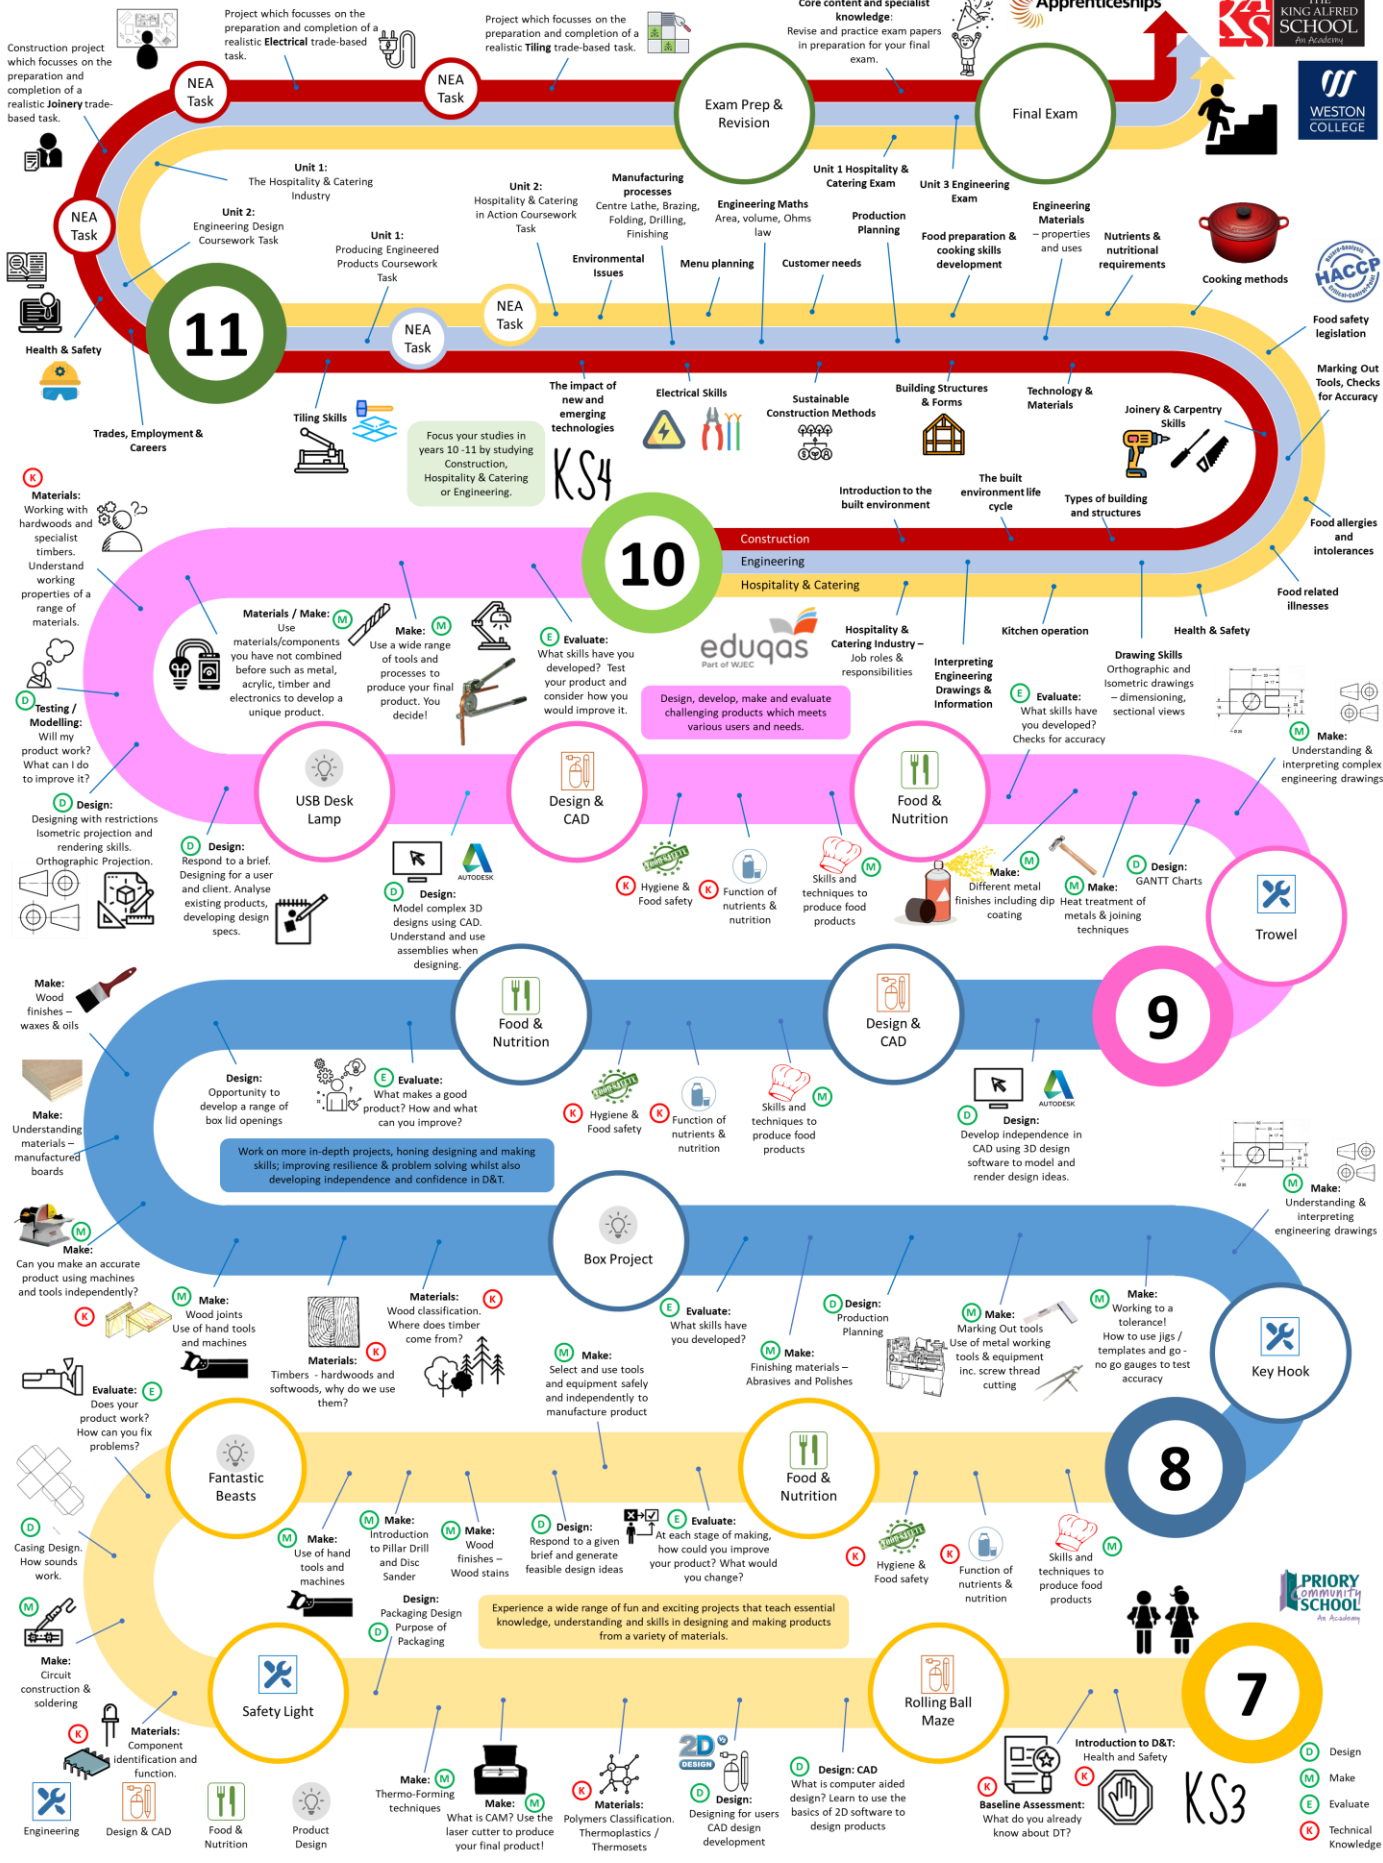 Construction project
which focusses on the
preparation and
completion of a
realistic Joinery trade-
based task.
Project which focusses on the
preparation and completion of a
realistic Electrical trade-based
task.
Project which focusses on the
preparation and completion of a
realistic Tiling trade-based task.
Core content and specialist
knowledge:
Revise and practice exam papers
in preparation for your final
exam.
Apprenticeships
KAS
THE
KING ALFRED
SCHOOL
An Academy
WESTON
COLLEGE
NEA
Task
NEA
Task
Exam Prep &
Revision
Final Exam
NEA
Task
Unit 1:
The Hospitality & Catering
Industry
Unit 2:
Engineering Design
Coursework Task
Unit 1:
Producing Engineered
Products Coursework
Task
Unit 2:
Hospitality & Catering
in Action Coursework
Task
Manufacturing
processes
Centre Lathe, Brazing,
Folding, Drilling,
Finishing
Engineering Maths
Area, volume, Ohms
law
Unit 1 Hospitality &
Catering Exam
Unit 3 Engineering
Exam
Production
Planning
Engineering
Materials
– properties
and uses
Environmental
Issues
Menu planning
Customer needs
Food preparation &
cooking skills
development
Nutrients &
nutritional
requirements
Cooking methods
HACCP
Food safety
legislation
Marking Out
Tools, Checks
for Accuracy
11
NEA
Task
NEA
Task
Health & Safety
Trades, Employment &
Careers
Tiling Skills
Focus your studies in
years 10 -11 by studying
Construction,
Hospitality & Catering
or Engineering.
The impact of
new and
emerging
technologies
KS4
Electrical Skills
Sustainable
Construction Methods
Building Structures
& Forms
Technology &
Materials
Joinery & Carpentry
Skills
Introduction to the
built environment
The built
environment life
cycle
Types of building
and structures
Food allergies
and
intolerances
Food related
illnesses
10
Construction
Engineering
Hospitality & Catering
K
Materials:
Working with
hardwoods and
specialist
timbers.
Understand
working
properties of a
range of
materials.
Materials / Make: M
Use
materials/components
you have not combined
before such as metal,
acrylic, timber and
electronics to develop a
unique product.
Make: M
Use a wide range
of tools and
processes to
produce your final
product. You
decide!
E Evaluate:
What skills have you
developed? Test
your product and
consider how you
would improve it.
eduqas
Part of WJEC
Hospitality &
Catering Industry –
Job roles &
responsibilities
Interpreting
Engineering
Drawings &
Information
Kitchen operation
Drawing Skills
Orthographic and
Isometric drawings
– dimensioning,
sectional views
Health & Safety
Design, develop, make and evaluate
challenging products which meets
various users and needs.
E Evaluate:
What skills have
you developed?
Checks for accuracy
M Make:
Understanding &
interpreting complex
engineering drawings
D Testing /
Modelling:
Will my
product work?
What can I do
to improve it?
D Design:
Designing with restrictions
Isometric projection and
rendering skills.
Orthographic Projection.
D Design:
Respond to a brief.
Designing for a user
and client. Analyse
existing products,
developing design
specs.
USB Desk
Lamp
Design &
CAD
Food &
Nutrition
AUTODESK
D Design:
Model complex 3D
designs using CAD.
Understand and use
assemblies when
designing.
K Hygiene &
Food safety
K Function of
nutrients &
nutrition
M
Skills and
techniques to
produce food
products
Make: M
Different metal
finishes including dip
coating
M Make:
Heat treatment of
metals & joining
techniques
D Design:
GANTT Charts
Trowel
9
Make:
Wood
finishes –
waxes & oils
Make:
Understanding
materials –
manufactured
boards
Food &
Nutrition
Design &
CAD
Design:
Opportunity to
develop a range of
box lid openings
E Evaluate:
What makes a good
product? How and what
can you improve?
K Hygiene &
Food safety
K Function of
nutrients &
nutrition
M
Skills and
techniques to
produce food
products
AUTODESK
D
Design:
Develop independence in
CAD using 3D design
software to model and
render design ideas.
Work on more in-depth projects, honing designing and making
skills; improving resilience & problem solving whilst also
developing independence and confidence in D&T.
M Make:
Understanding &
interpreting
engineering drawings
M
Make:
Can you make an accurate
product using machines
and tools independently?
K
M Make:
Wood joints
Use of hand tools
and machines
K
Materials:
Timbers - hardwoods and
softwoods, why do we use
them?
Materials: K
Wood classification.
Where does timber
come from?
Box Project
M Make:
Select and use tools
and equipment safely
and independently to
manufacture product
E Evaluate:
What skills have
you developed?
M Make:
Finishing materials –
Abrasives and Polishes
D Design:
Production
Planning
M Make:
Marking Out tools
Use of metal working
tools & equipment
inc. screw thread
cutting
M Make:
Working to a
tolerance!
How to use jigs /
templates and go -
no go gauges to test
accuracy
Key Hook
8
Evaluate: E
Does your
product work?
How can you fix
problems?
Fantastic
Beasts
Food &
Nutrition
D
Casing Design.
How sounds
work.
M
Make:
Circuit
construction &
soldering
M Make:
Use of hand
tools and
machines
M Make:
Introduction
to Pillar Drill
and Disc
Sander
M Make:
Wood
finishes –
Wood stains
D Design:
Respond to a given
brief and generate
feasible design ideas
E Evaluate:
At each stage of making,
how could you improve
your product? What would
you change?
K Hygiene &
Food safety
K Function of
nutrients &
nutrition
M
Skills and
techniques to
produce food
products
Design:
Packaging Design
D Purpose of
Packaging
Experience a wide range of fun and exciting projects that teach essential
knowledge, understanding and skills in designing and making products
from a variety of materials.
PRIORY
Community
SCHOOL
An Academy
Safety Light
Rolling Ball
Maze
7
K Materials:
Component
identification and
function.
Make: M
Thermo-Forming
techniques
Make: M
What is CAM? Use the
laser cutter to produce
your final product!
K Materials:
Polymers Classification.
Thermoplastics /
Thermosets
2D
DESIGN
V2
D Design:
Designing for users
CAD design
development
D Design: CAD
What is computer aided
design? Learn to use the
basics of 2D software to
design products
K
Baseline Assessment:
What do you already
know about DT?
Introduction to D&T:
K Health and Safety
KS3
D Design
M Make
E Evaluate
K Technical
Knowledge
Engineering
Design & CAD
Food &
Nutrition
Product
Design